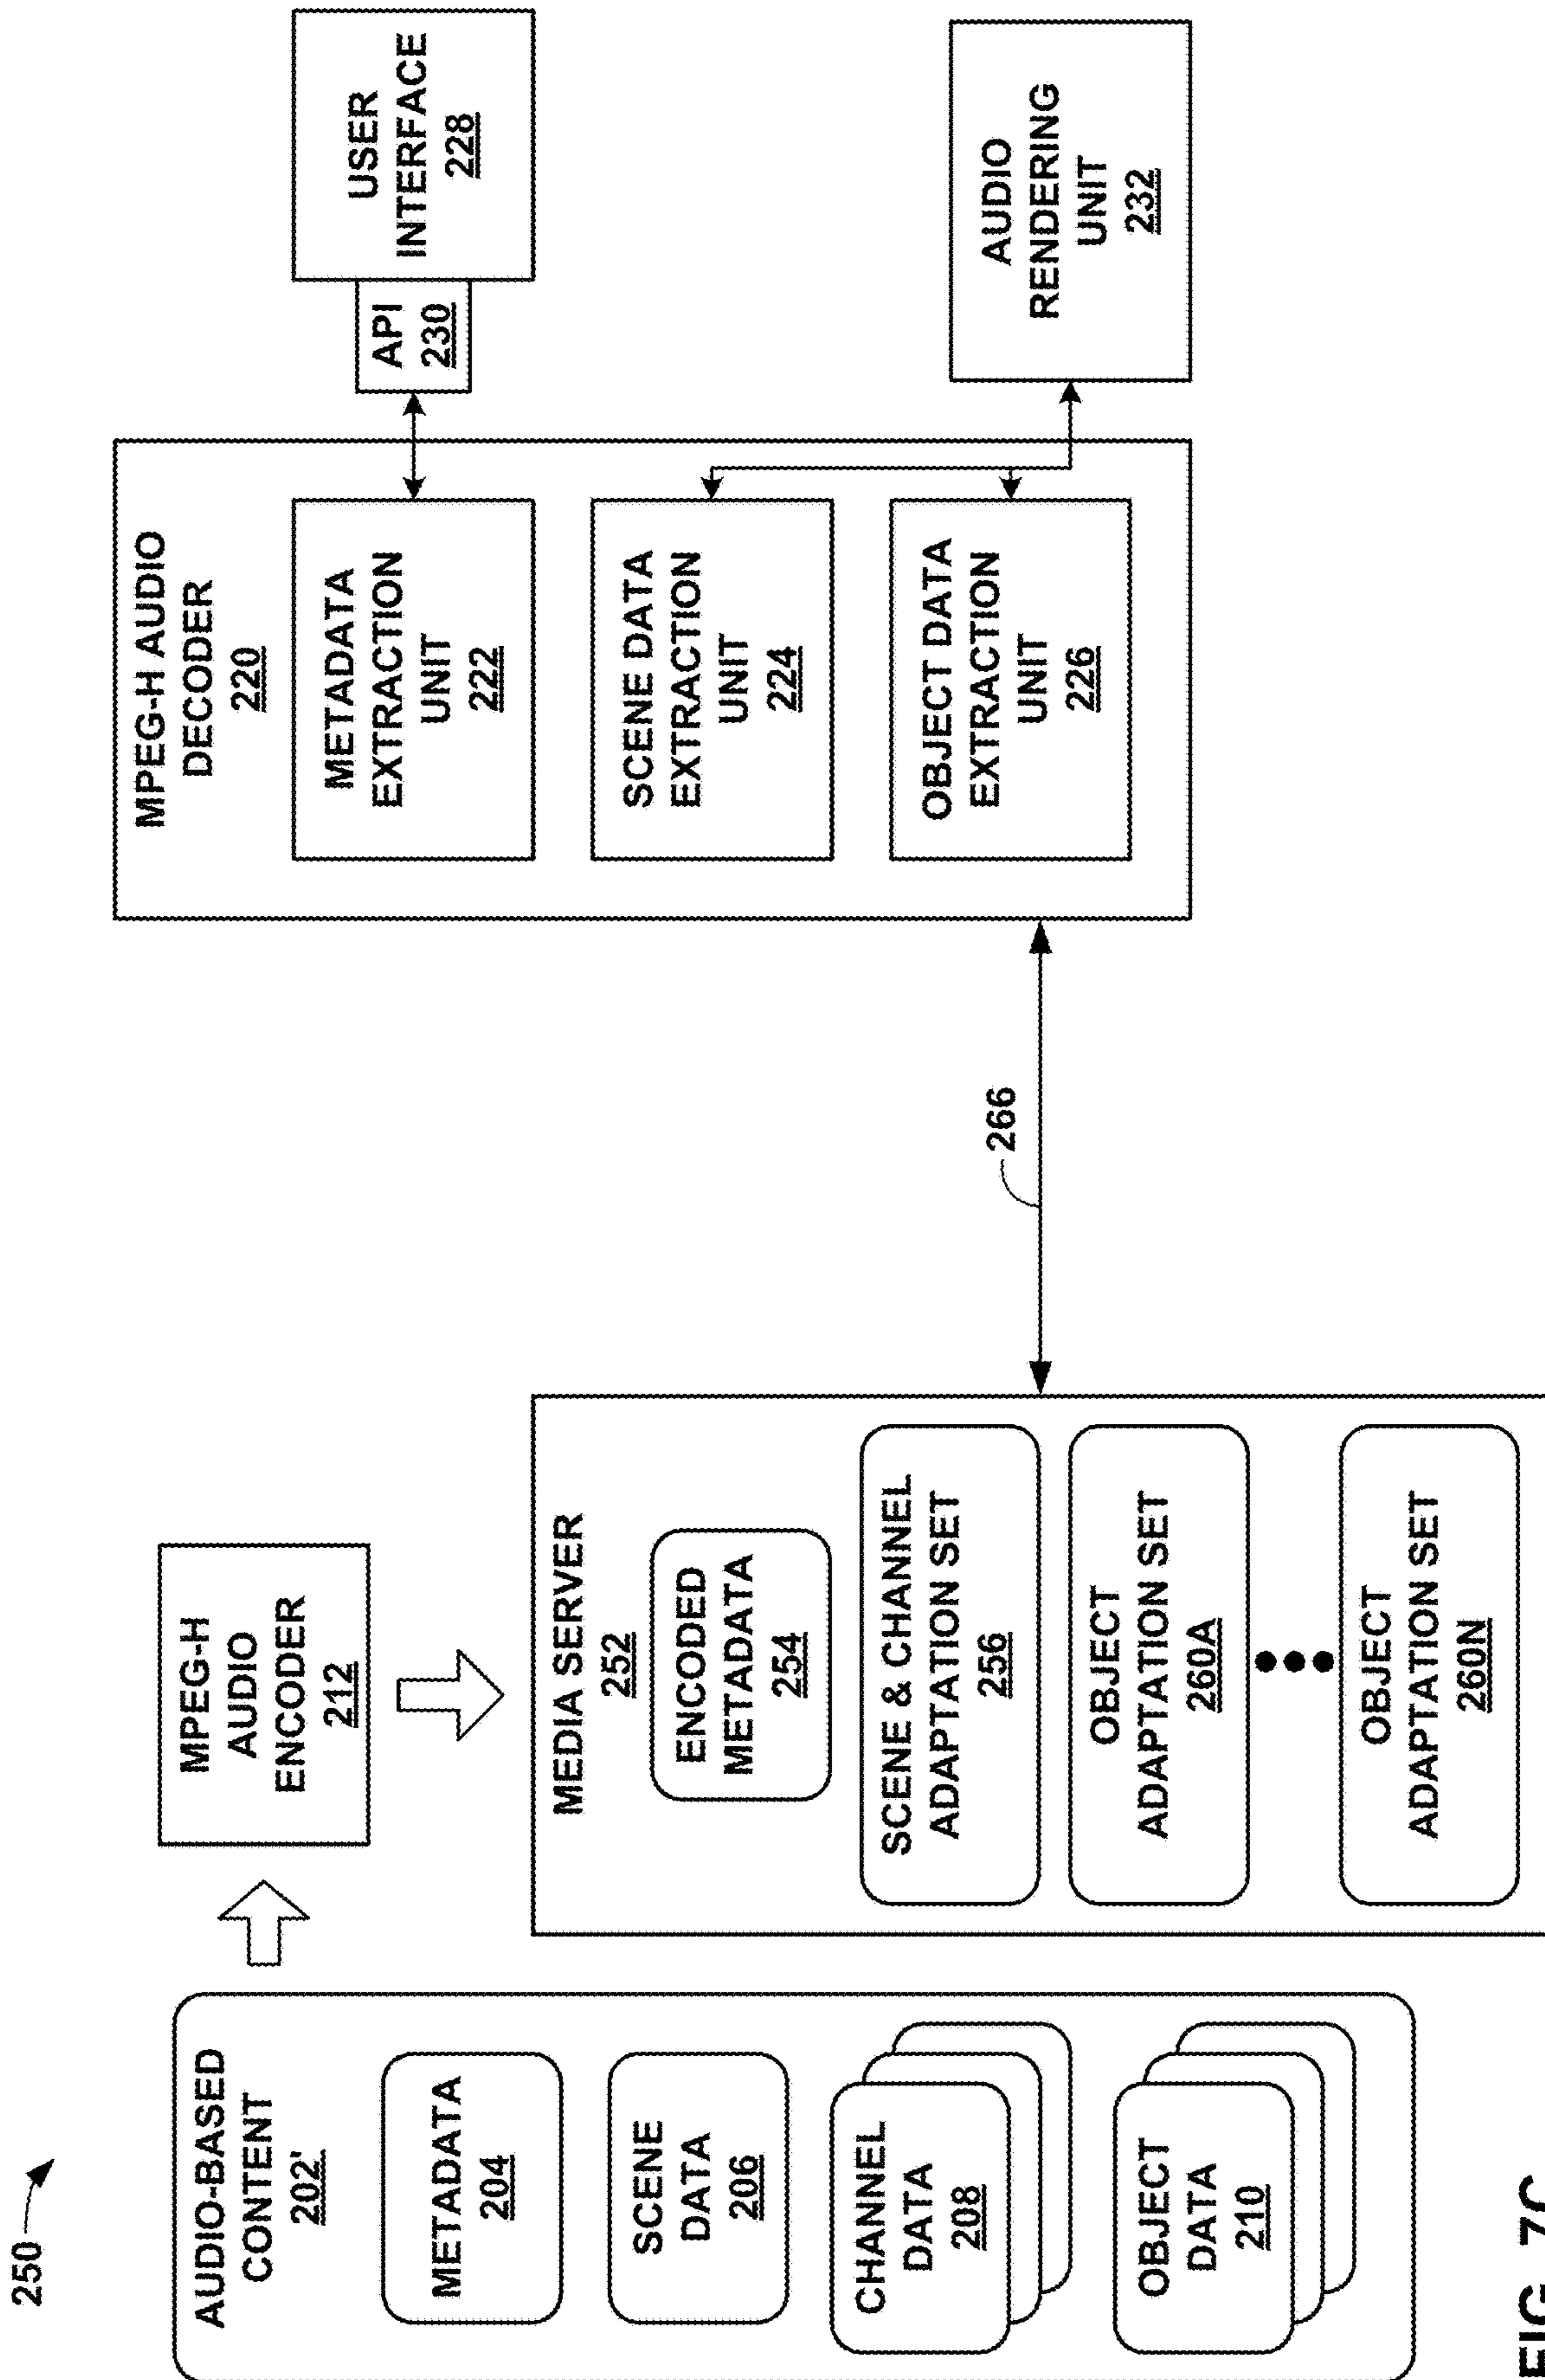 250
AUDIO-BASED
CONTENT
202'
METADATA
204
SCENE
DATA
206
CHANNEL
DATA
208
OBJECT
DATA
210
MPEG-H
AUDIO
ENCODER
212
MEDIA SERVER
252
ENCODED
METADATA
254
SCENE & CHANNEL
ADAPTATION SET
256
OBJECT
ADAPTATION SET
260A
OBJECT
ADAPTATION SET
260N
266
MPEG-H AUDIO
DECODER
220
METADATA
EXTRACTION
UNIT
222
SCENE DATA
EXTRACTION
UNIT
224
OBJECT DATA
EXTRACTION
UNIT
226
API
230
USER
INTERFACE
228
AUDIO
RENDERING
UNIT
232
FIG. 7C